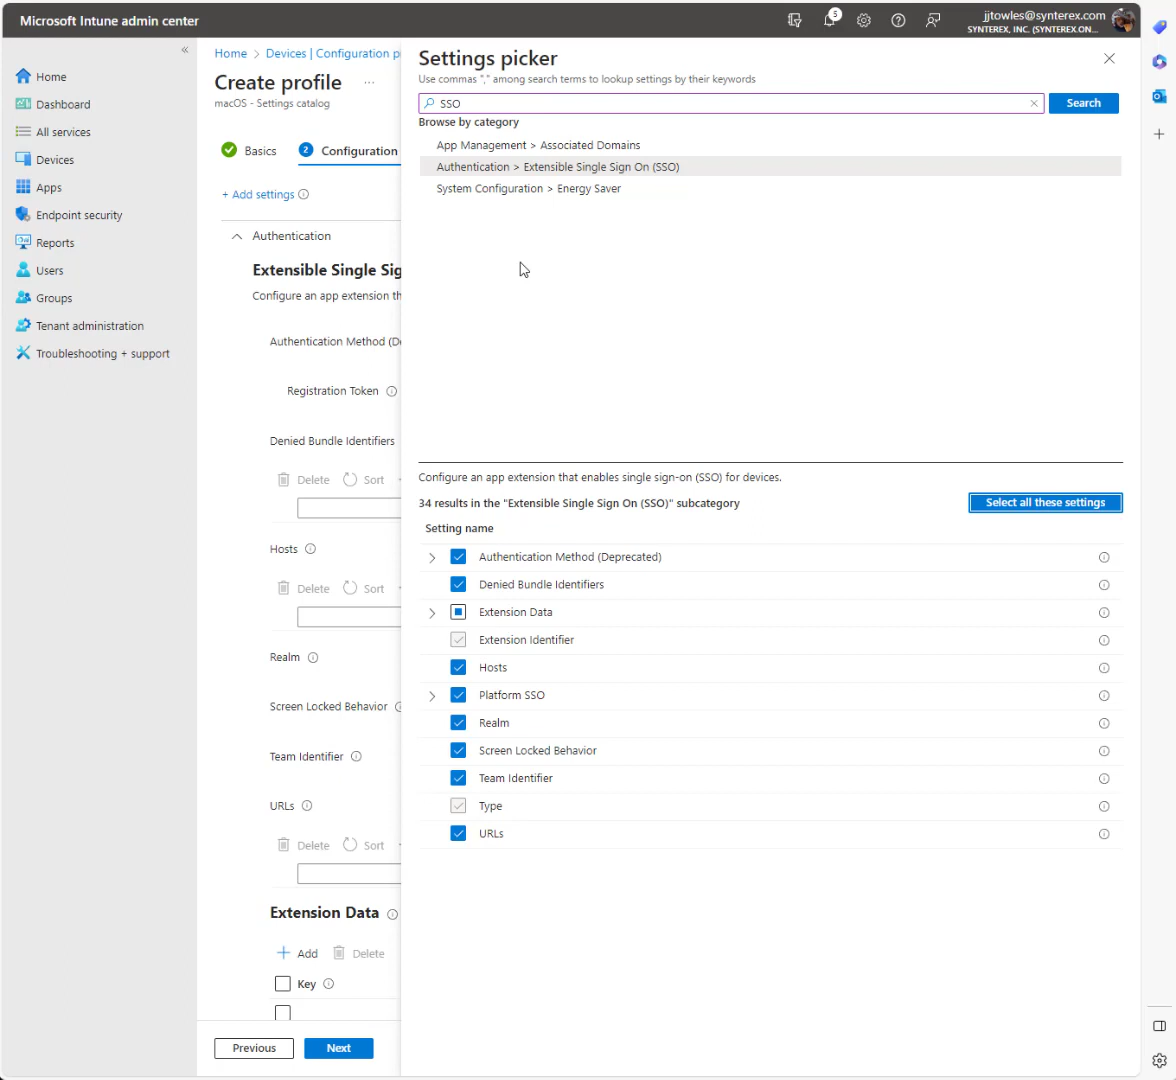 Microsoft Intune admin center
5
jjtowles@synterex.com
SYNTEREX, INC. (SYNTEREX.ON...
«
Home
Dashboard
All services
Devices
Apps
Endpoint security
Reports
Users
Groups
Tenant administration
Troubleshooting + support
Home > Devices | Configuration p
Create profile ...
macOS - Settings catalog
Basics
2 Configuration
+ Add settings
Authentication
Extensible Single Sig
Configure an app extension th
Authentication Method (De
Registration Token
Denied Bundle Identifiers
Delete Sort
Hosts
Delete Sort
Realm
Screen Locked Behavior
Team Identifier
URLs
Delete Sort
Extension Data
+ Add Delete
Key
Previous Next
Settings picker
Use commas "," among search terms to lookup settings by their keywords
SSO
Search
Browse by category
App Management > Associated Domains
Authentication > Extensible Single Sign On (SSO)
System Configuration > Energy Saver
Configure an app extension that enables single sign-on (SSO) for devices.
34 results in the "Extensible Single Sign On (SSO)" subcategory
Select all these settings
Setting name
Authentication Method (Deprecated)
Denied Bundle Identifiers
Extension Data
Extension Identifier
Hosts
Platform SSO
Realm
Screen Locked Behavior
Team Identifier
Type
URLs